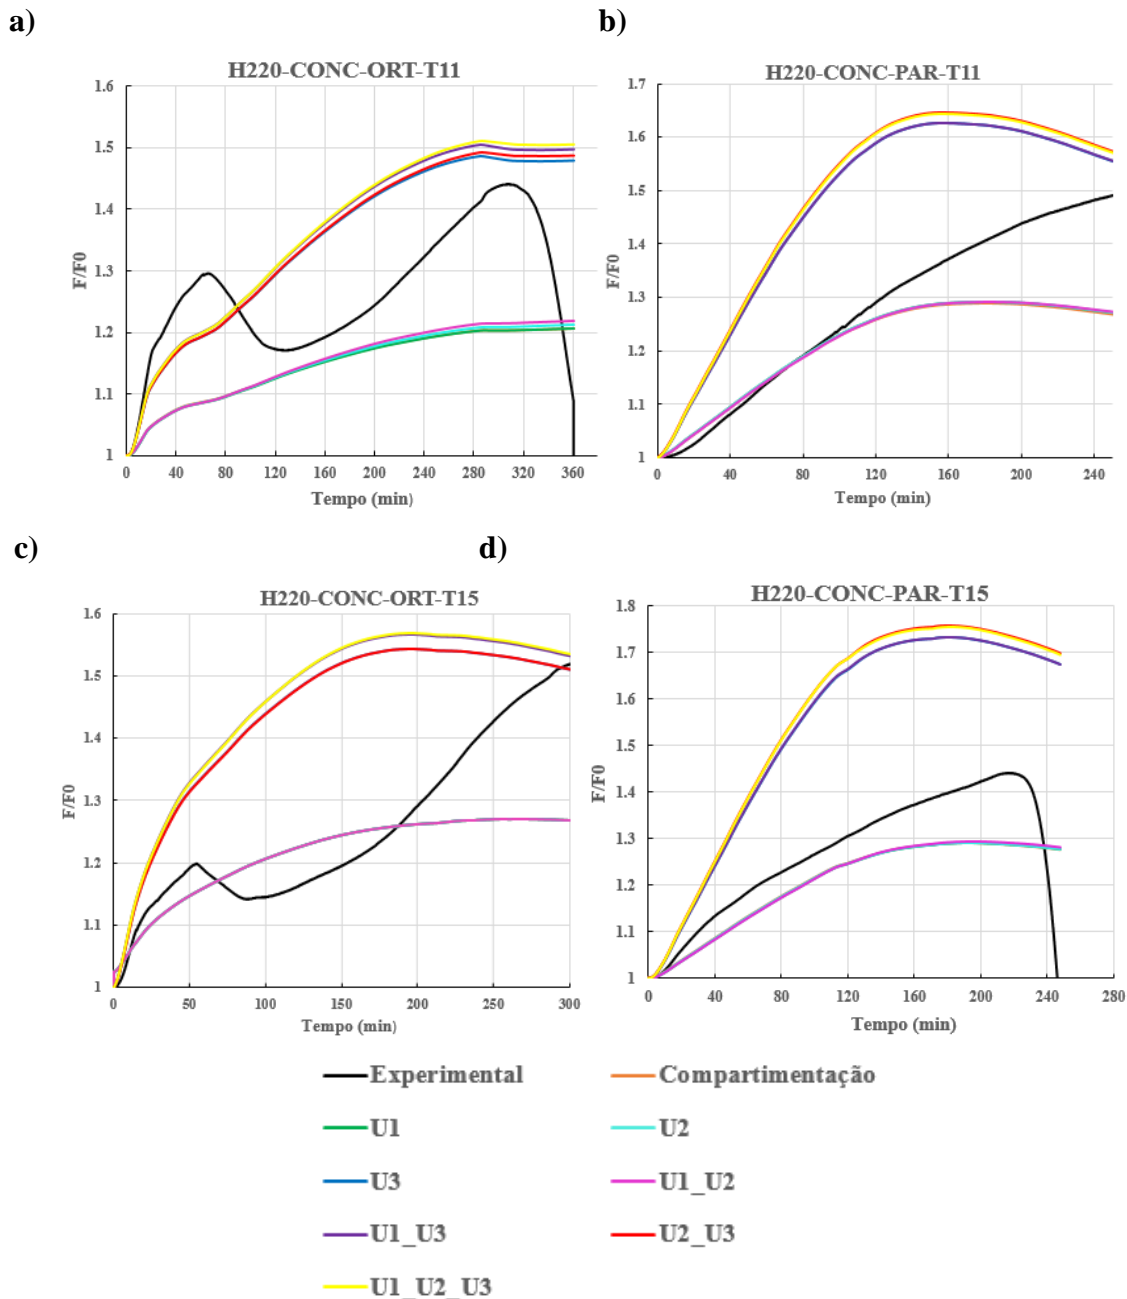 a)
H220-CONC-ORT-T11
1.6
1.5
1.4
1.3
1.2
1.1
1
F/F0
0 40 80 120 160 200 240 280 320 360
Tempo (min)
b)
H220-CONC-PAR-T11
1.7
1.6
1.5
1.4
1.3
1.2
1.1
1
F/F0
0 40 80 120 160 200
Tempo (min)
c)
H220-CONC-ORT-T15
1.6
1.5
1.4
1.3
1.2
1.1
1
F/F0
0 50 100 150 200 250 300
Tempo (min)
d)
H220-CONC-PAR-T15
1.8
1.7
1.6
1.5
1.4
1.3
1.2
1.1
1
F/F0
0 40 80 120 160 200 240 280
Tempo (min)
Experimental
Compartimentação
U1
U2
U3
U1_U2
U1_U3
U2_U3
U1_U2_U3